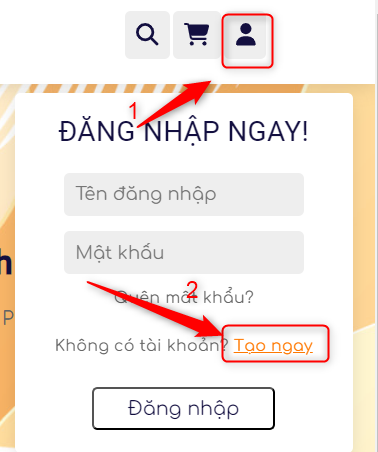 1
ĐĂNG NHẬP NGAY!
Tên đăng nhập
h
Mật khẩu
2
Quên mật khẩu?
P
Không có tài khoản? Tạo ngay
Đăng nhập